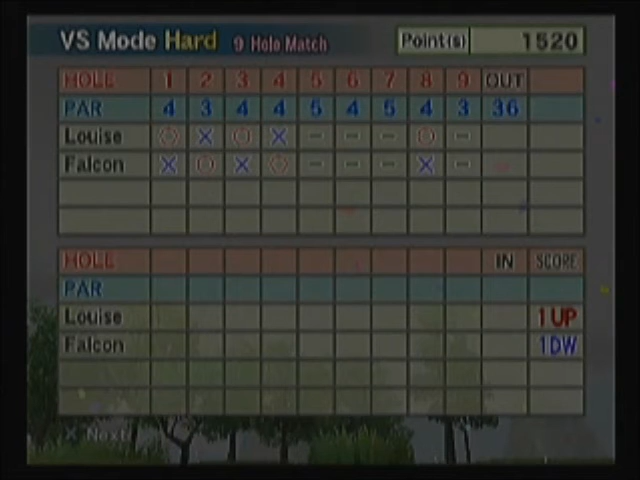 VS Mode Hard 9 Hole Match Point(s) 1520
HOLE 1 2 3 4 5 6 7 8 9 OUT
PAR 4 3 4 4 5 4 5 4 3 36
Louise ○ × ○ × - - - ○ -
Falcon × ○ × ○ - - - × -
HOLE IN SCORE
PAR
Louise 1UP
Falcon 1DW
× Next